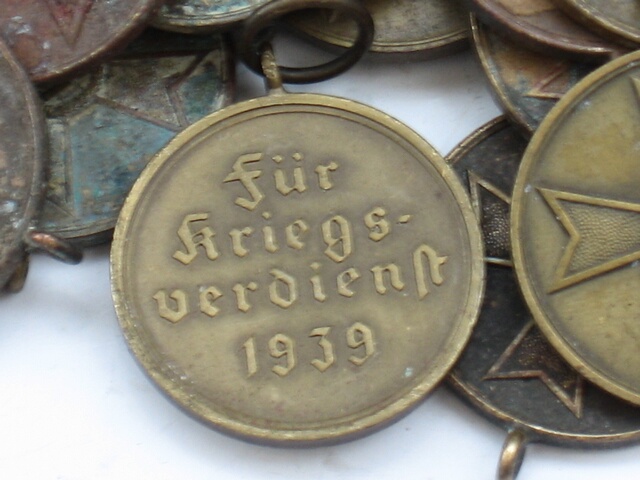 Für
Kriegs-
verdienst
1939